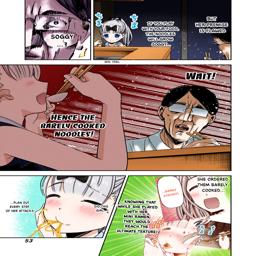 BUT
HER PREMISE
IS FLAWED.
IF YOU PLAY
WITH YOUR FOOD,
THE NOODLES
WILL GROW
SOGGY.
SOGGY
WAIT!
HENCE THE
BARELY COOKED
NOODLES!
SHE
ORDERED
THEM BARELY
COOKED...
KNOWING THAT
WHILE SHE PLAYED
WITH HER
MINI RAMEN,
THEY WOULD
REACH THE
ULTIMATE TEXTURE!
PLAN OUT EVERY
STEP OF HER ATTACK!
53